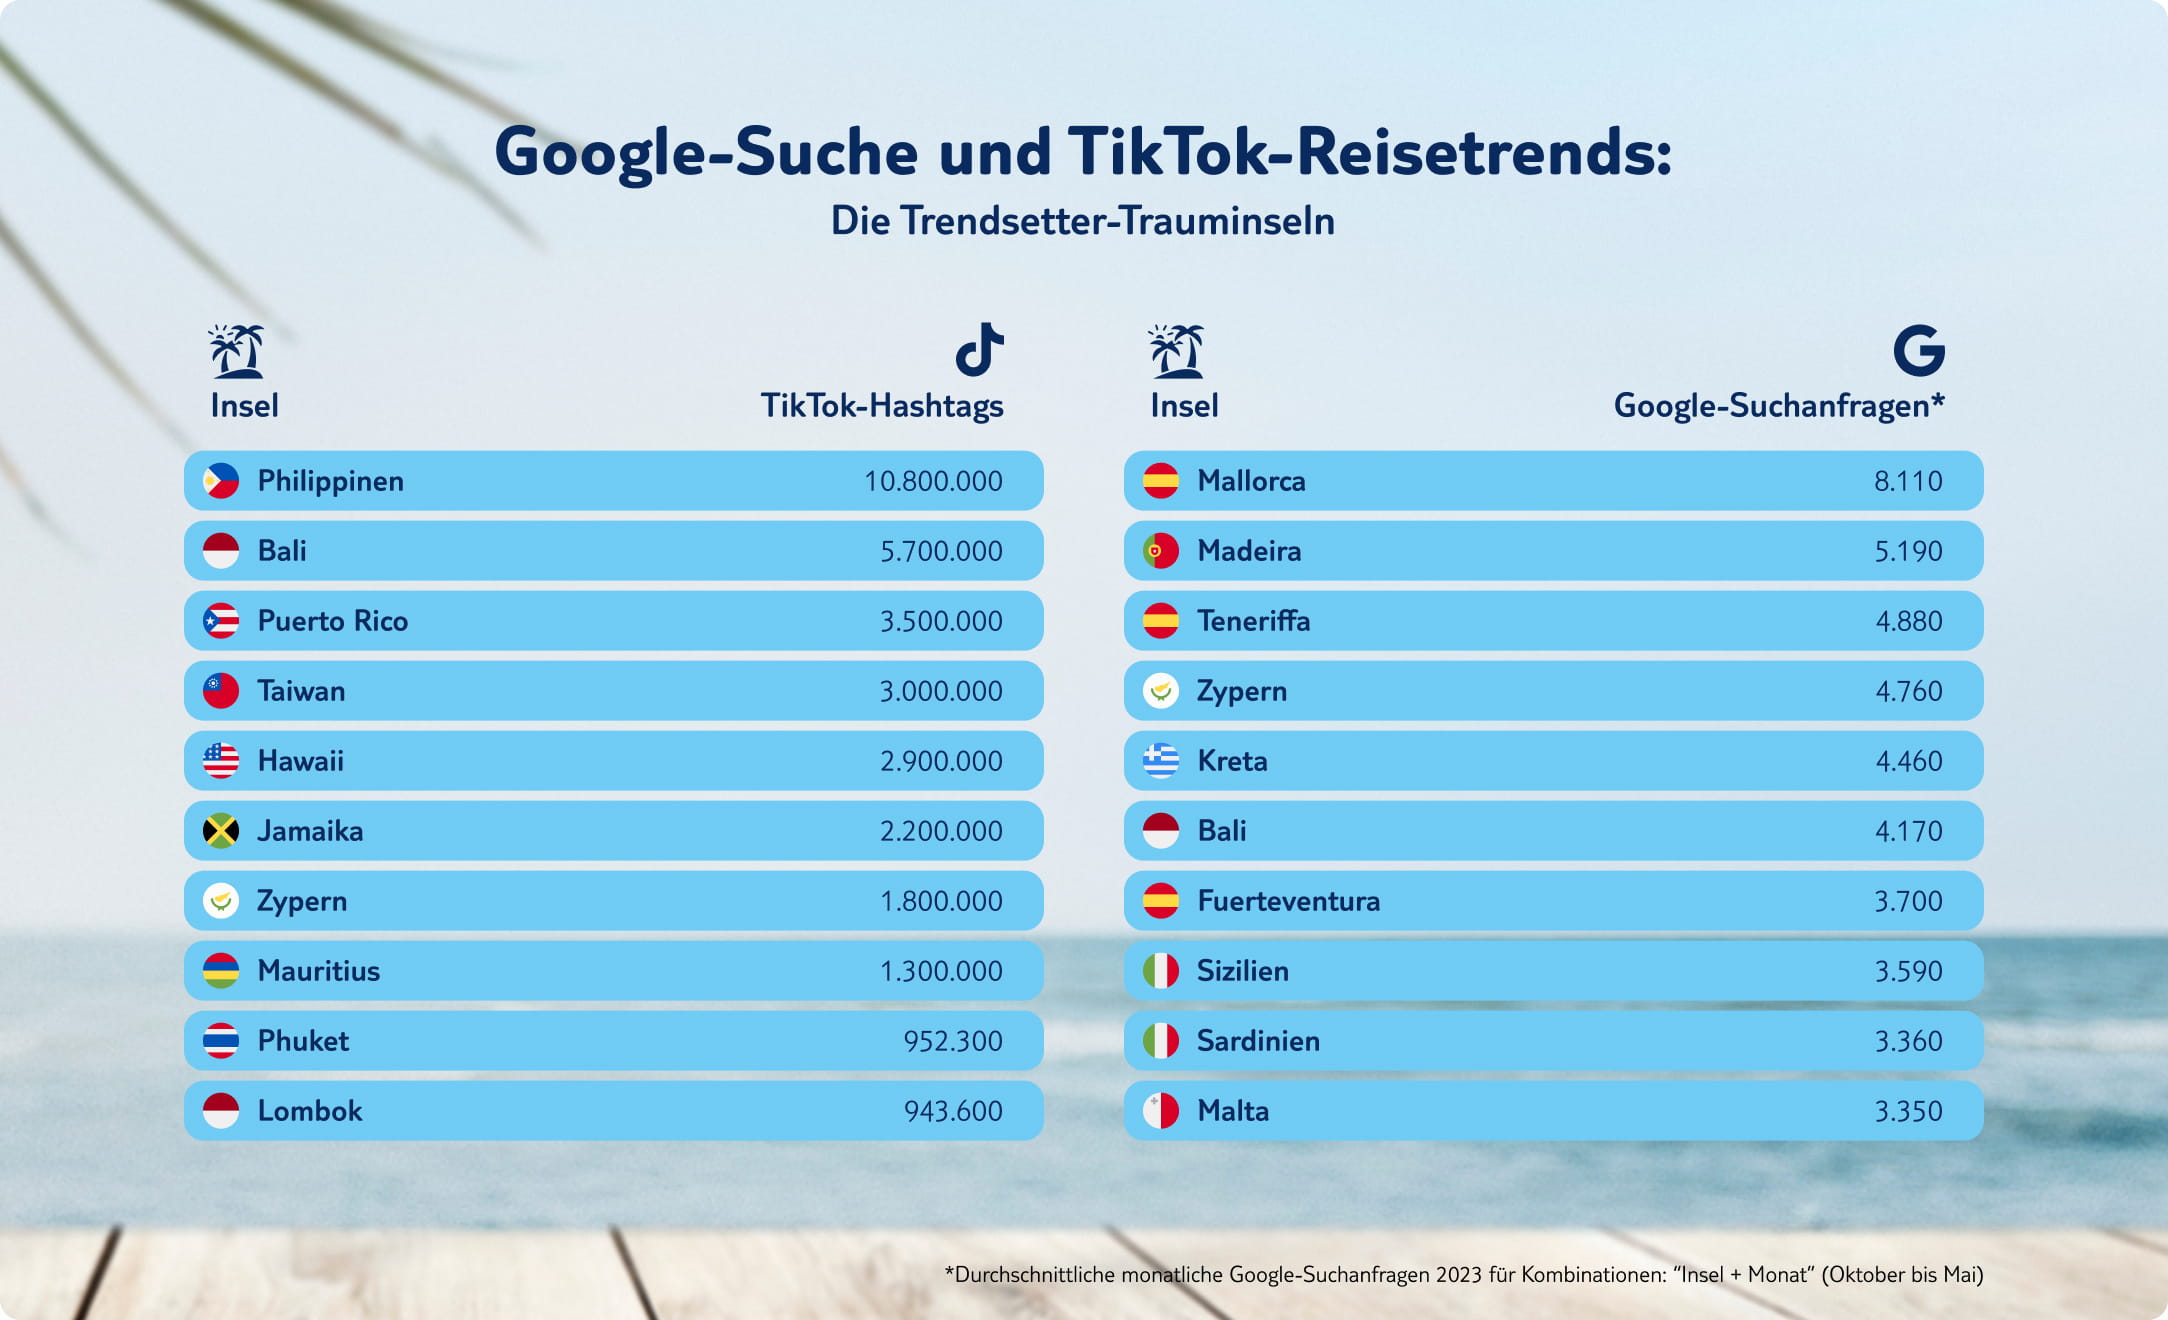 Google-Suche und TikTok-Reisetrends:
Die Trendsetter-Trauminseln
Insel TikTok-Hashtags
Philippinen 10.800.000
Bali 5.700.000
Puerto Rico 3.500.000
Taiwan 3.000.000
Hawaii 2.900.000
Jamaika 2.200.000
Zypern 1.800.000
Mauritius 1.300.000
Phuket 952.300
Lombok 943.600
Insel Google-Suchanfragen*
Mallorca 8.110
Madeira 5.190
Teneriffa 4.880
Zypern 4.760
Kreta 4.460
Bali 4.170
Fuerteventura 3.700
Sizilien 3.590
Sardinien 3.360
Malta 3.350
*Durchschnittliche monatliche Google-Suchanfragen 2023 für Kombinationen: “Insel + Monat” (Oktober bis Mai)